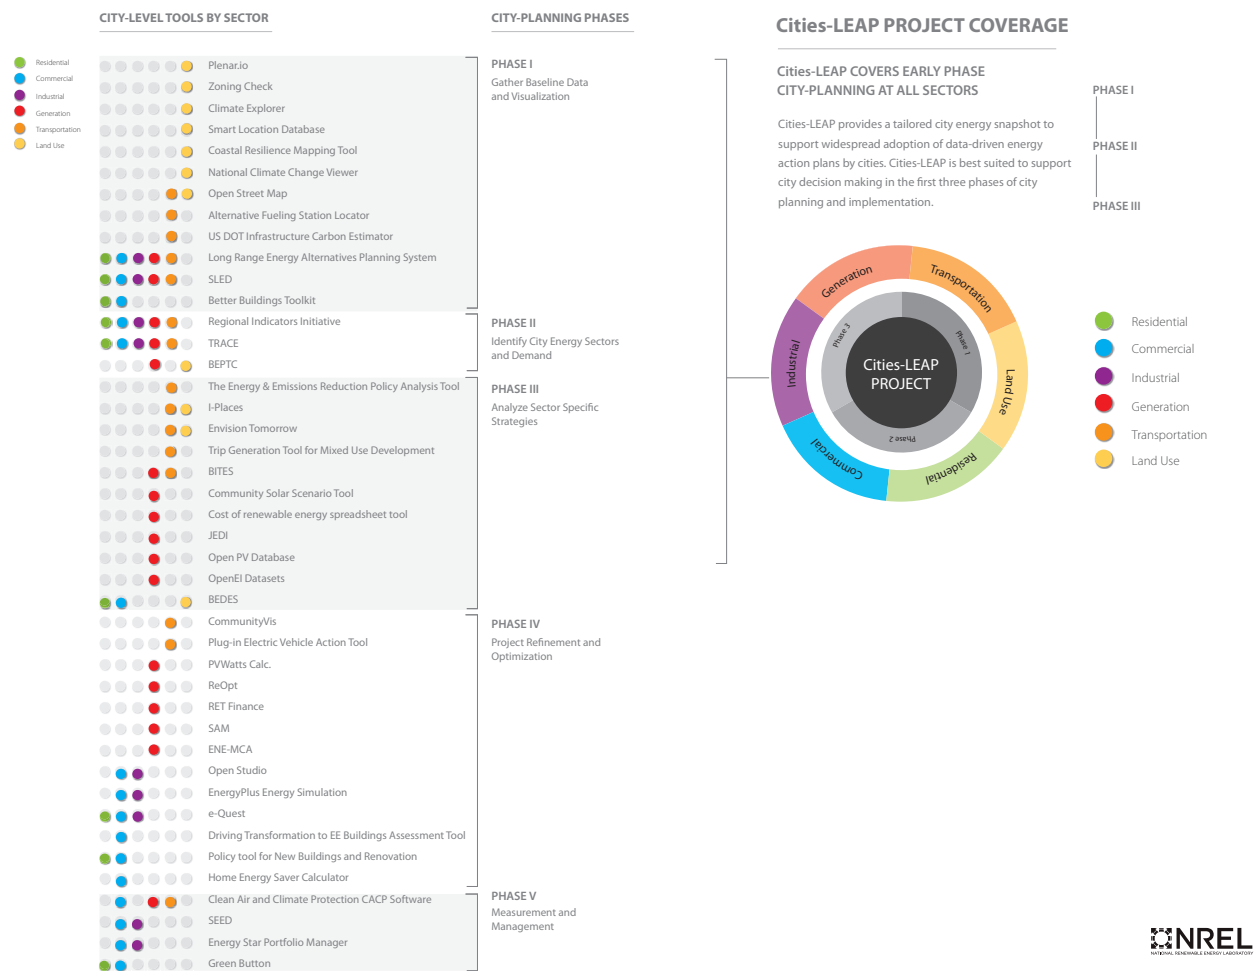 CITY-LEVEL TOOLS BY SECTOR
Residential
Commercial
Industrial
Generation
Transportation
Land Use
Plenar.io
Zoning Check
Climate Explorer
Smart Location Database
Coastal Resilience Mapping Tool
National Climate Change Viewer
Open Street Map
Alternative Fueling Station Locator
US DOT Infrastructure Carbon Estimator
Long Range Energy Alternatives Planning System
SLED
Better Buildings Toolkit
Regional Indicators Initiative
TRACE
BEPTC
The Energy & Emissions Reduction Policy Analysis Tool
I-Places
Envision Tomorrow
Trip Generation Tool for Mixed Use Development
BITES
Community Solar Scenario Tool
Cost of renewable energy spreadsheet tool
JEDI
Open PV Database
OpenEI Datasets
BEDES
CommunityVis
Plug-in Electric Vehicle Action Tool
PVWatts Calc.
ReOpt
RET Finance
SAM
ENE-MCA
Open Studio
EnergyPlus Energy Simulation
e-Quest
Driving Transformation to EE Buildings Assessment Tool
Policy tool for New Buildings and Renovation
Home Energy Saver Calculator
Clean Air and Climate Protection CACP Software
SEED
Energy Star Portfolio Manager
Green Button
CITY-PLANNING PHASES
PHASE I
Gather Baseline Data
and Visualization
PHASE II
Identify City Energy Sectors
and Demand
PHASE III
Analyze Sector Specific
Strategies
PHASE IV
Project Refinement and
Optimization
PHASE V
Measurement and
Management
Cities-LEAP PROJECT COVERAGE
Cities-LEAP COVERS EARLY PHASE
CITY-PLANNING AT ALL SECTORS
Cities-LEAP provides a tailored city energy snapshot to
support widespread adoption of data-driven energy
action plans by cities. Cities-LEAP is best suited to support
city decision making in the first three phases of city
planning and implementation.
PHASE I
PHASE II
PHASE III
Generation
Transportation
Land Use
Residential
Commercial
Industrial
Phase 1
Phase 2
Phase 3
Cities-LEAP
PROJECT
Residential
Commercial
Industrial
Generation
Transportation
Land Use
NREL
NATIONAL RENEWABLE ENERGY LABORATORY